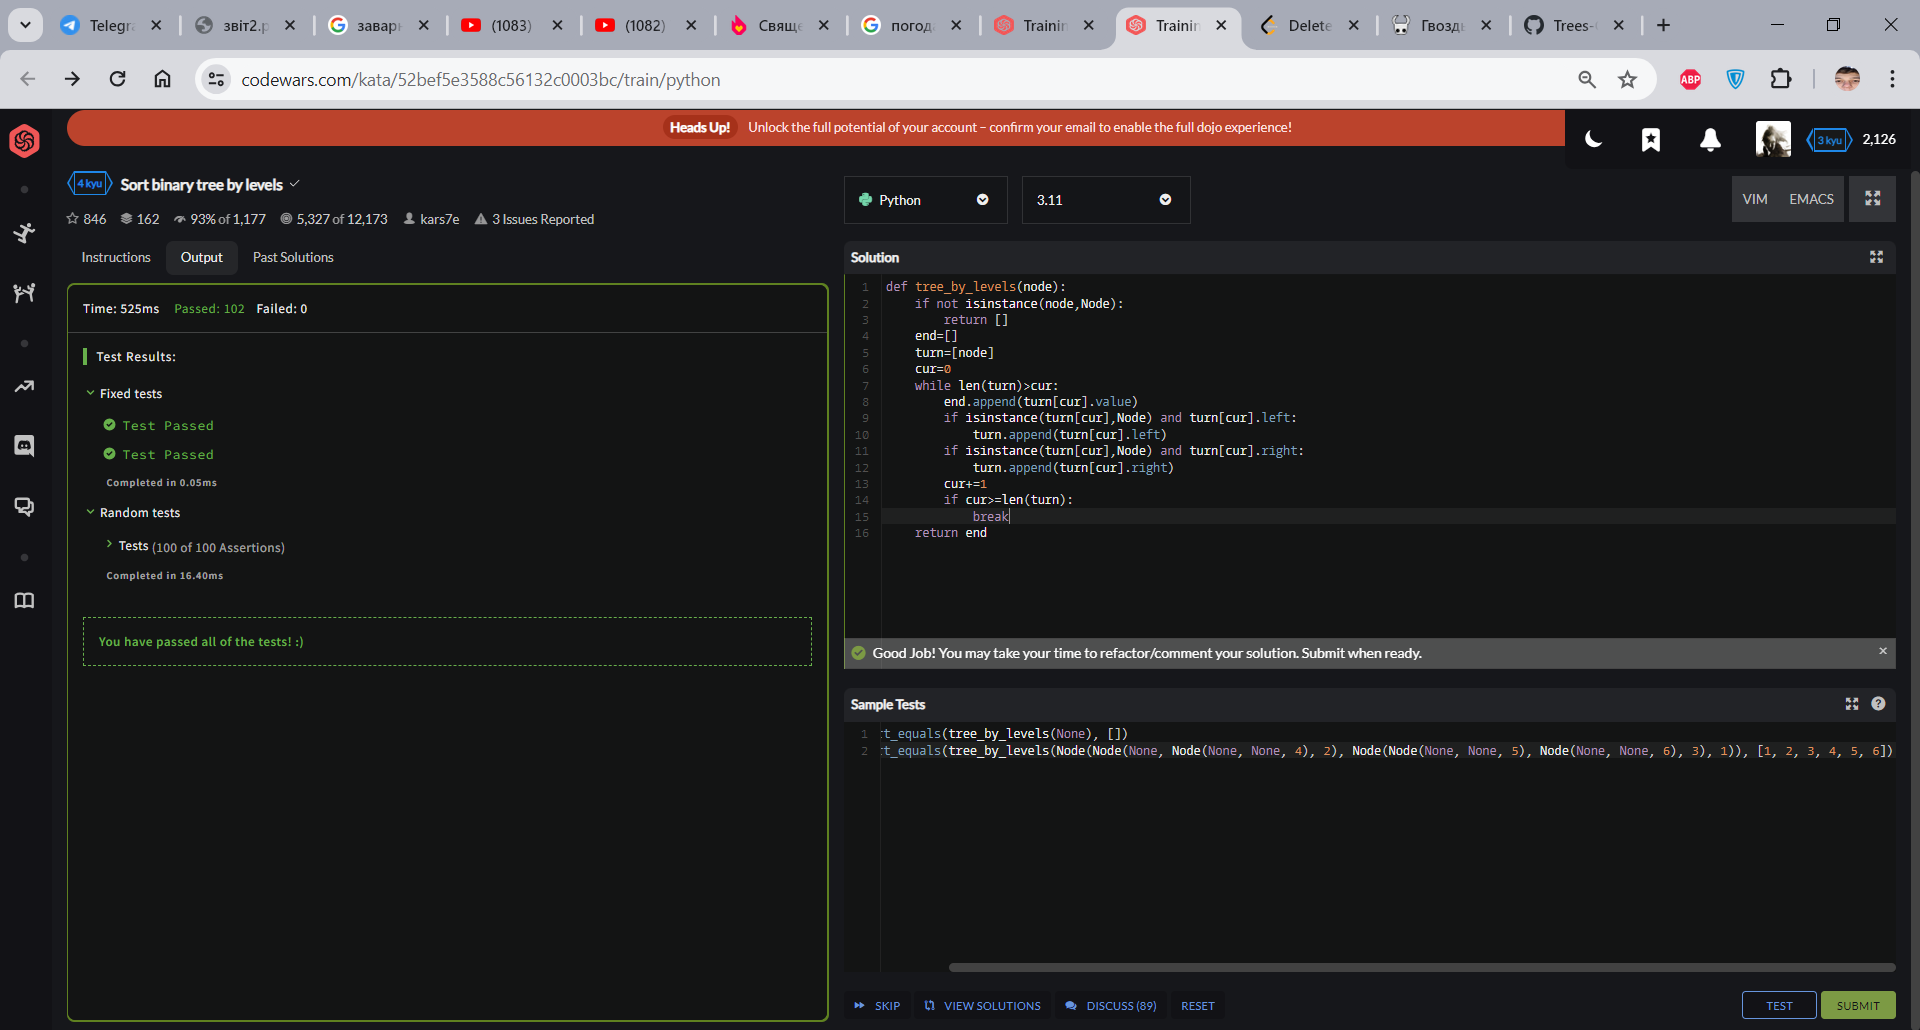 Telegra
звіт2.p
завар
(1083)
(1082)
Свяще
погода
Trainin
Trainin
Delete
Гвоздь
Trees-
codewars.com/kata/52bef5e3588c56132c0003bc/train/python
ABP
Heads Up! Unlock the full potential of your account – confirm your email to enable the full dojo experience!
3 kyu 2,126
4 kyu Sort binary tree by levels
846 162 93% of 1,177 5,327 of 12,173 kars7e 3 Issues Reported
Python
3.11
VIM EMACS
Instructions Output Past Solutions
Time: 525ms Passed: 102 Failed: 0
Test Results:
Fixed tests
Test Passed
Test Passed
Completed in 0.05ms
Random tests
Tests (100 of 100 Assertions)
Completed in 16.40ms
You have passed all of the tests! :)
Solution
1 def tree_by_levels(node):
2 if not isinstance(node,Node):
3 return []
4 end=[]
5 turn=[node]
6 cur=0
7 while len(turn)>cur:
8 end.append(turn[cur].value)
9 if isinstance(turn[cur],Node) and turn[cur].left:
10 turn.append(turn[cur].left)
11 if isinstance(turn[cur],Node) and turn[cur].right:
12 turn.append(turn[cur].right)
13 cur+=1
14 if cur>=len(turn):
15 break
16 return end
Good Job! You may take your time to refactor/comment your solution. Submit when ready.
Sample Tests
1 rt_equals(tree_by_levels(None), [])
2 rt_equals(tree_by_levels(Node(Node(None, Node(None, None, 4), 2), Node(Node(None, None, 5), Node(None, None, 6), 3), 1)), [1, 2, 3, 4, 5, 6])
SKIP VIEW SOLUTIONS DISCUSS (89) RESET
TEST SUBMIT